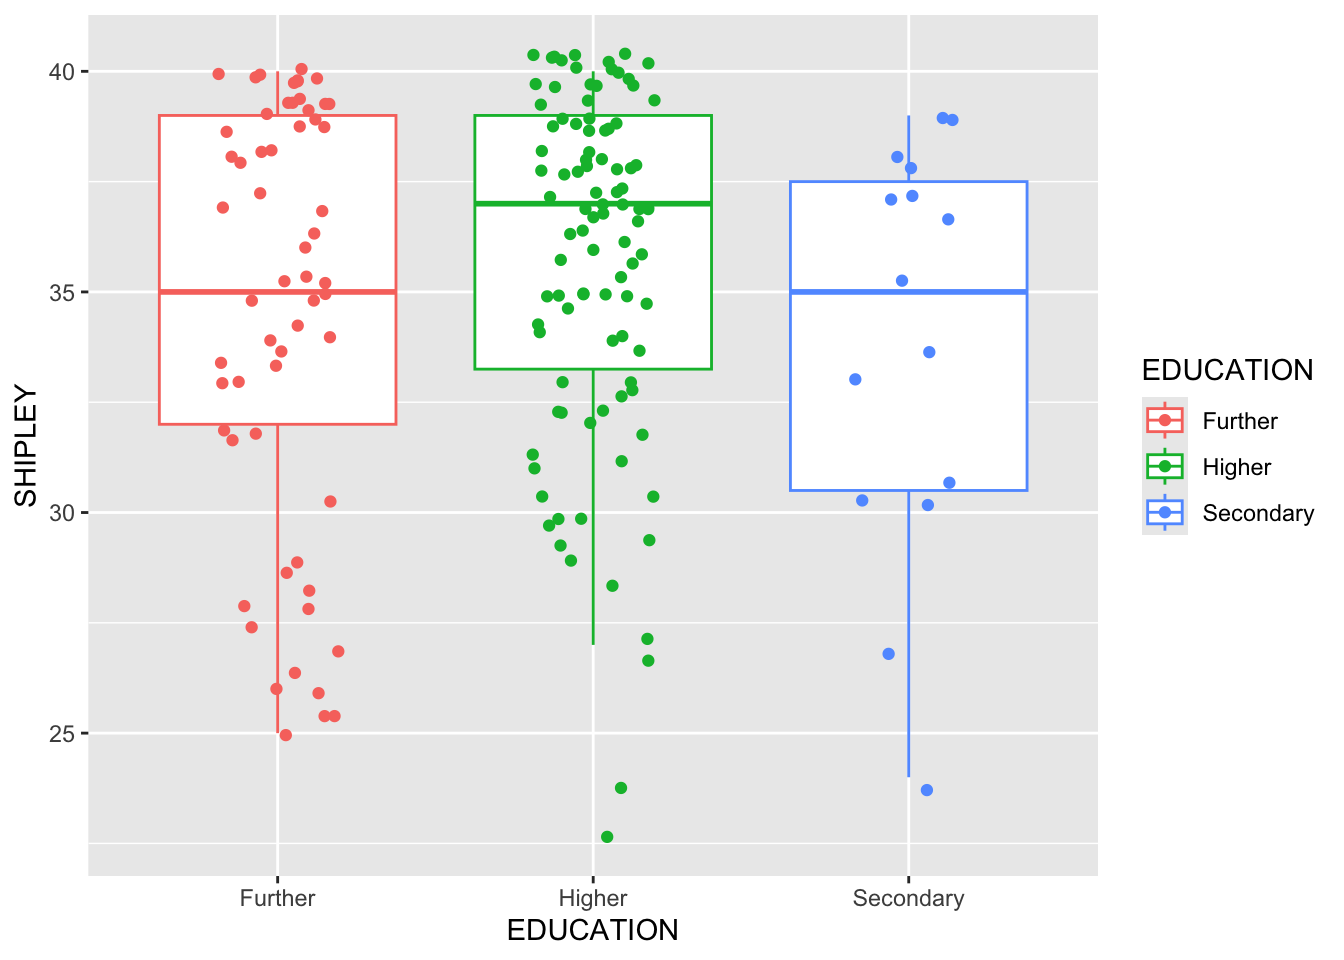 SHIPLEY
40
35
30
25
Further
Higher
Secondary
EDUCATION
EDUCATION
Further
Higher
Secondary